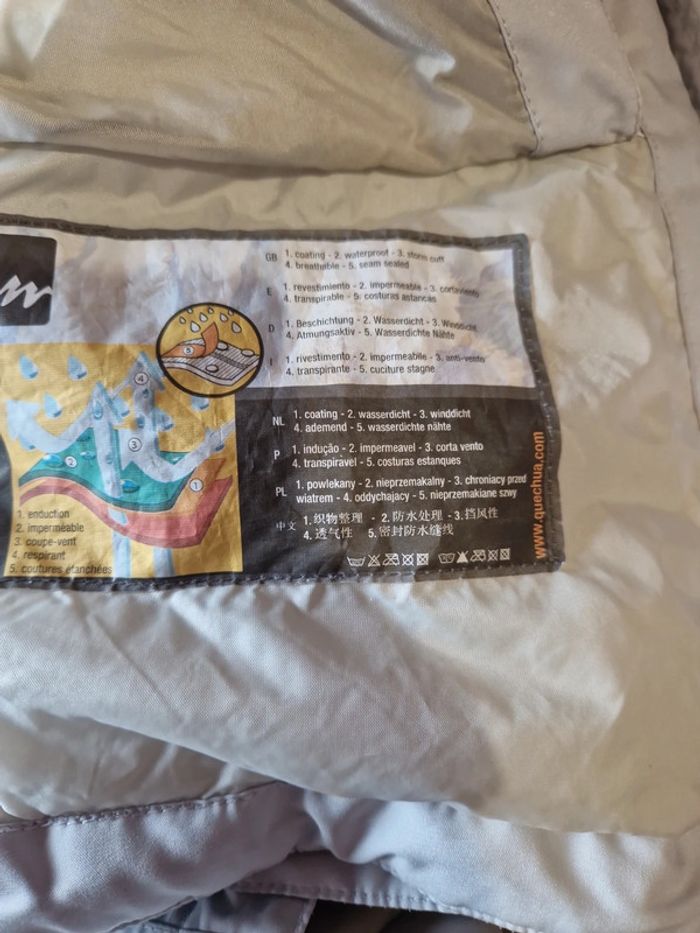 GB 1. coating - 2. waterproof - 3. storm cuff
4. breathable - 5. seam sealed
E 1. revestimiento - 2. impermeable - 3. cortaviento
4. transpirable - 5. costuras estancas
D 1. Beschichtung - 2. Wasserdicht - 3. Winddicht
4. Atmungsaktiv - 5. Wasserdichte Nähte
I 1. rivestimento - 2. impermeabile - 3. anti-vento
4. transpirante - 5. cuciture stagne
NL 1. coating - 2. wasserdicht - 3. winddicht
4. ademend - 5. wasserdichte nähte
P 1. indução - 2. impermeavel - 3. corta vento
4. transpiravel - 5. costuras estanques
PL 1. powlekany - 2. nieprzemakalny - 3. chroniacy przed
wiatrem - 4. oddychajacy - 5. nieprzemakiane szwy
中文 1.织物整理 - 2.防水处理 - 3.挡风性
4.透气性 5.密封防水缝线
5
4
3
2
1
1. enduction
2. imperméable
3. coupe-vent
4. respirant
5. coutures étanchées
www.quechua.com